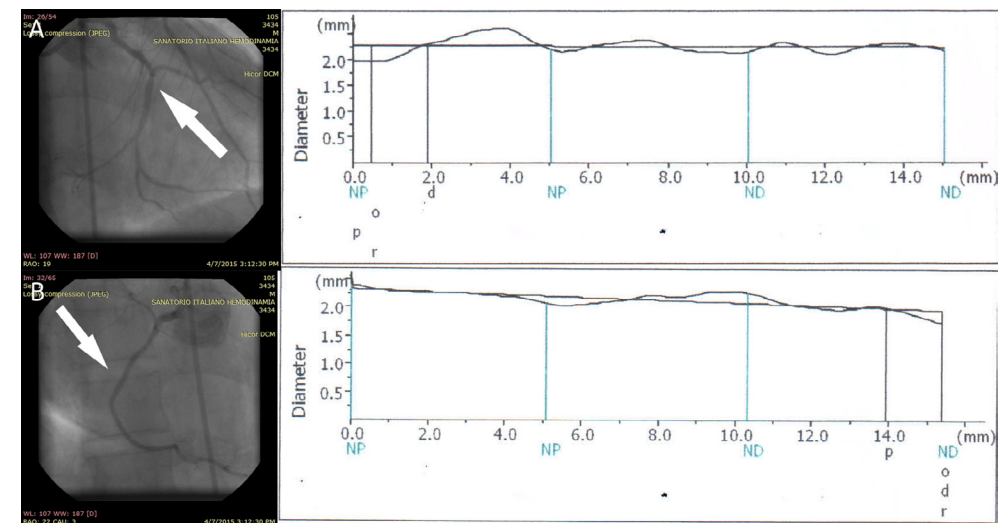 Im: 26/54
105
Se
3434
Lossy compression (JPEG)
M
A
SANATORIO ITALIANO HEMODINAMIA
3434
Hicor DCM
WL: 107 WW: 187 [D]
RAO: 19
4/7/2015 3:12:30 PM
(mm)
2.0
1.5
1.0
0.5
Diameter
0.0 2.0 4.0 6.0 8.0 10.0 12.0 14.0 (mm)
NP d NP ND ND
o
p
r
Im: 32/65
105
Se
3434
Lossy compression (JPEG)
M
B
SANATORIO ITALIANO HEMODINAMIA
3434
Hicor DCM
WL: 107 WW: 187 [D]
RAO: 22 CAU: 3
4/7/2015 3:12:30 PM
(mm)
2.0
1.5
1.0
0.5
Diameter
0.0 2.0 4.0 6.0 8.0 10.0 12.0 14.0 (mm)
NP NP ND p ND
o
d
r